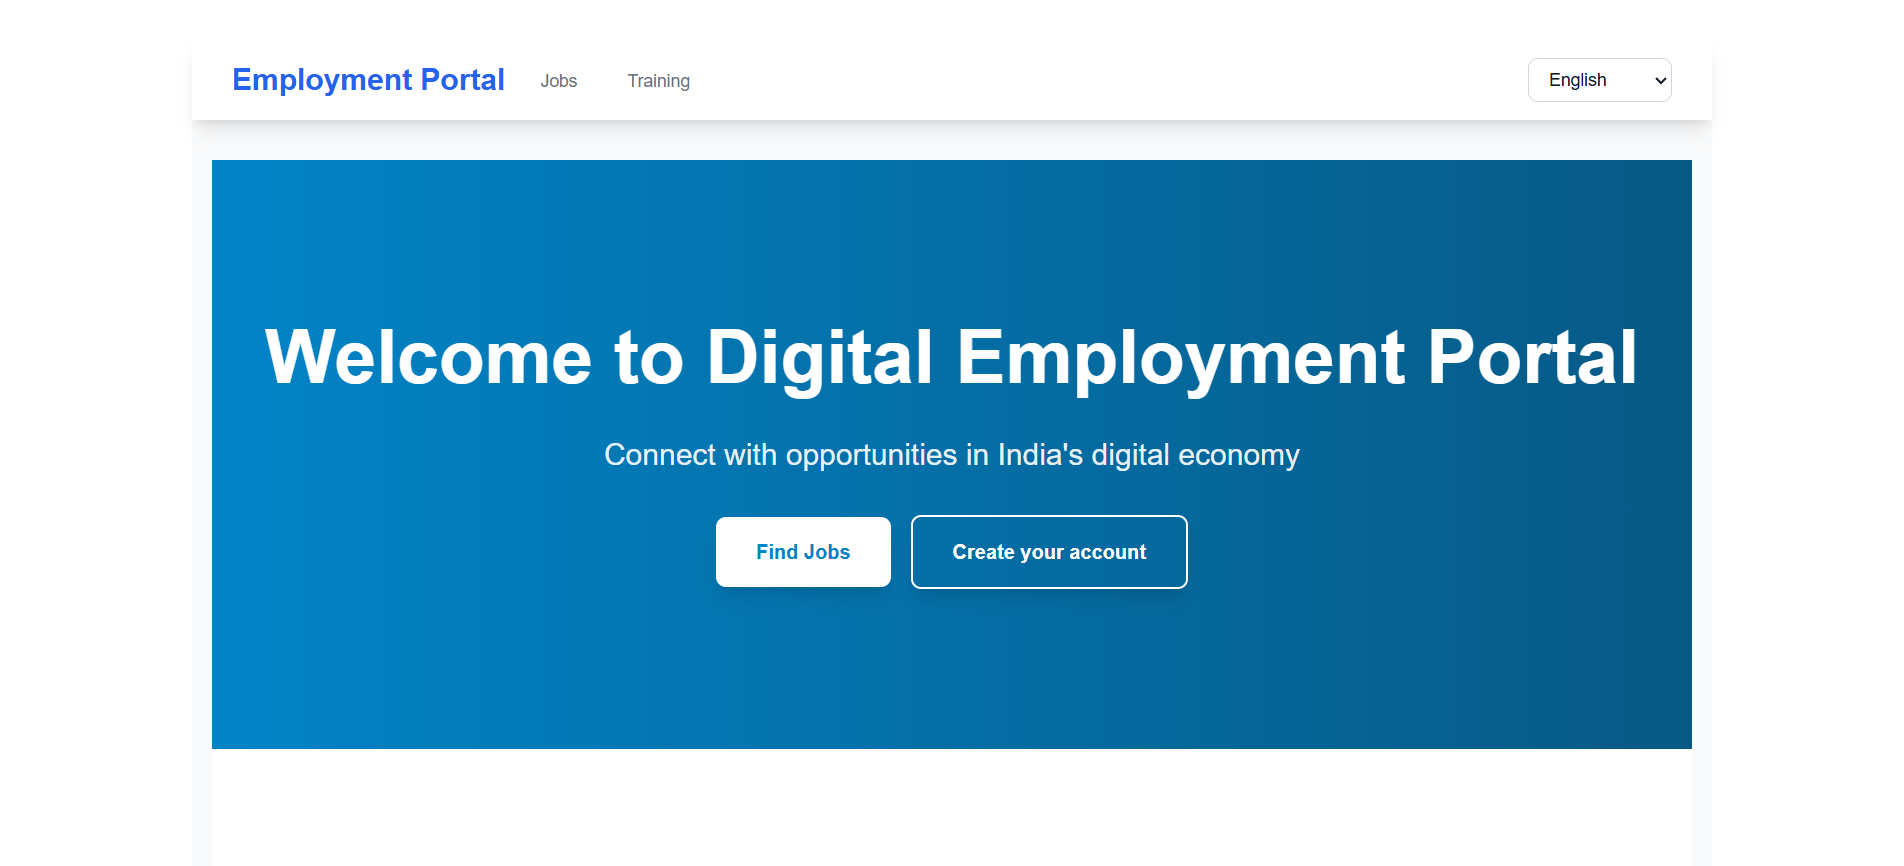 Employment Portal Jobs Training English
Welcome to Digital Employment Portal
Connect with opportunities in India's digital economy
Find Jobs Create your account